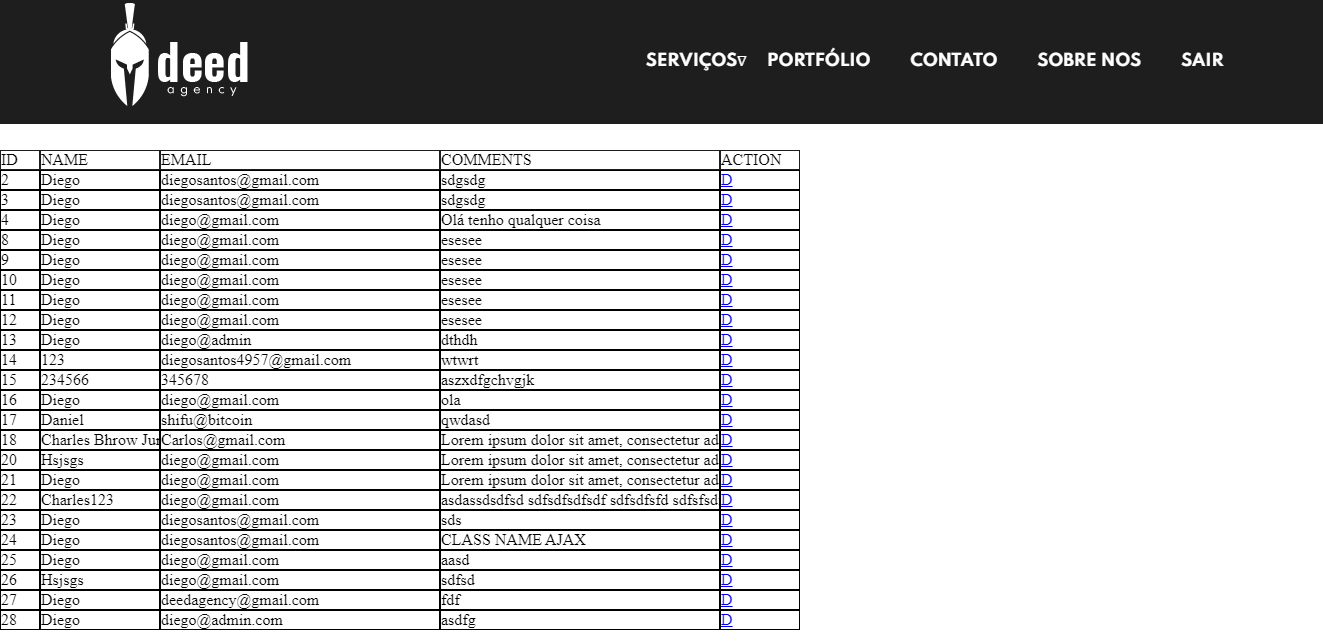 deed
agency
SERVIÇOS▿ PORTFÓLIO CONTATO SOBRE NOS SAIR
ID NAME EMAIL COMMENTS ACTION
2 Diego diegosantos@gmail.com sdgsdg D
3 Diego diegosantos@gmail.com sdgsdg D
4 Diego diego@gmail.com Olá tenho qualquer coisa D
8 Diego diego@gmail.com esesee D
9 Diego diego@gmail.com esesee D
10 Diego diego@gmail.com esesee D
11 Diego diego@gmail.com esesee D
12 Diego diego@gmail.com esesee D
13 Diego diego@admin dthdh D
14 123 diegosantos4957@gmail.com wtwrt D
15 234566 345678 aszxdfgchvgjk D
16 Diego diego@gmail.com ola D
17 Daniel shifu@bitcoin qwdasd D
18 Charles Bhrow Jur Carlos@gmail.com Lorem ipsum dolor sit amet, consectetur ad D
20 Hsjsgs diego@gmail.com Lorem ipsum dolor sit amet, consectetur ad D
21 Diego diego@gmail.com Lorem ipsum dolor sit amet, consectetur ad D
22 Charles123 diego@gmail.com asdassdsdfsd sdfsdfsdfsdf sdfsdfsfd sdfsfsd D
23 Diego diegosantos@gmail.com sds D
24 Diego diegosantos@gmail.com CLASS NAME AJAX D
25 Diego diego@gmail.com aasd D
26 Hsjsgs diego@gmail.com sdfsd D
27 Diego deedagency@gmail.com fdf D
28 Diego diego@admin.com asdfg D